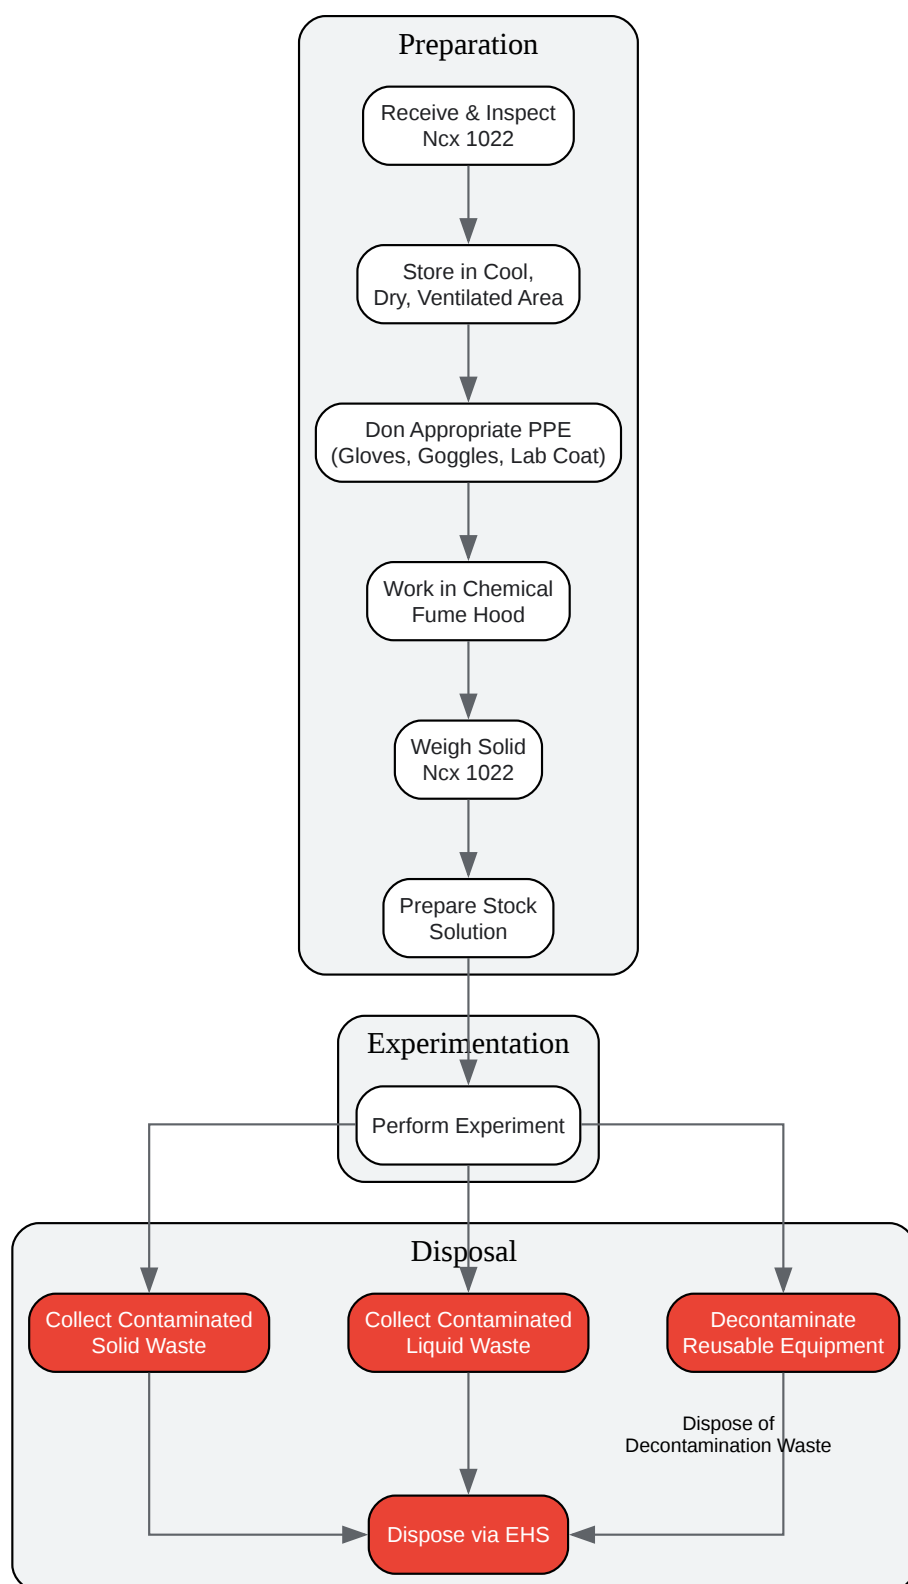 Preparation
Receive & Inspect
Ncx 1022
Store in Cool,
Dry, Ventilated Area
Don Appropriate PPE
(Gloves, Goggles, Lab Coat)
Work in Chemical
Fume Hood
Weigh Solid
Ncx 1022
Prepare Stock
Solution
Experimentation
Perform Experiment
Disposal
Collect Contaminated
Solid Waste
Collect Contaminated
Liquid Waste
Decontaminate
Reusable Equipment
Dispose of
Decontamination Waste
Dispose via EHS